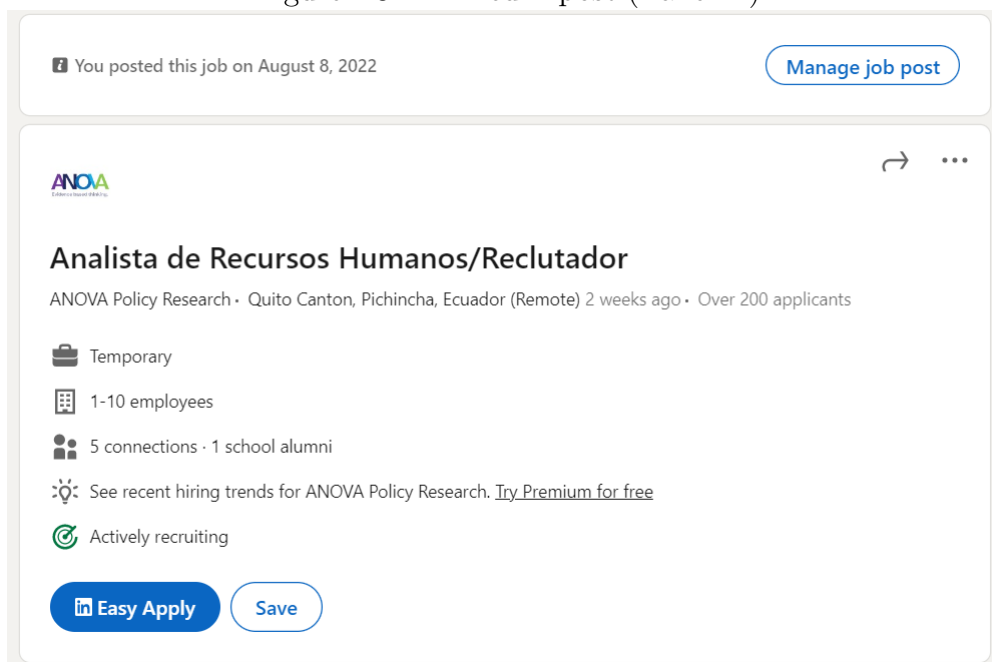 You posted this job on August 8, 2022
Manage job post
ANOVA
Analista de Recursos Humanos/Reclutador
ANOVA Policy Research · Quito Canton, Pichincha, Ecuador (Remote) 2 weeks ago · Over 200 applicants
Temporary
1-10 employees
5 connections · 1 school alumni
See recent hiring trends for ANOVA Policy Research. Try Premium for free
Actively recruiting
in Easy Apply
Save